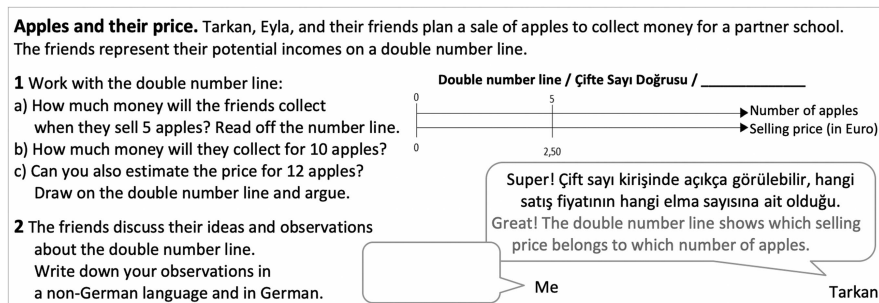 Apples and their price. Tarkan, Eyla, and their friends plan a sale of apples to collect money for a partner school.
The friends represent their potential incomes on a double number line.
1 Work with the double number line:
a) How much money will the friends collect
when they sell 5 apples? Read off the number line.
b) How much money will they collect for 10 apples?
c) Can you also estimate the price for 12 apples?
Draw on the double number line and argue.
2 The friends discuss their ideas and observations
about the double number line.
Write down your observations in
a non-German language and in German.
Double number line / Çifte Sayı Doğrusu / ____________
0 5
Number of apples
Selling price (in Euro)
0 2,50
Super! Çift sayı kirişinde açıkça görülebilir, hangi
satış fiyatının hangi elma sayısına ait olduğu.
Great! The double number line shows which selling
price belongs to which number of apples.
Me
Tarkan